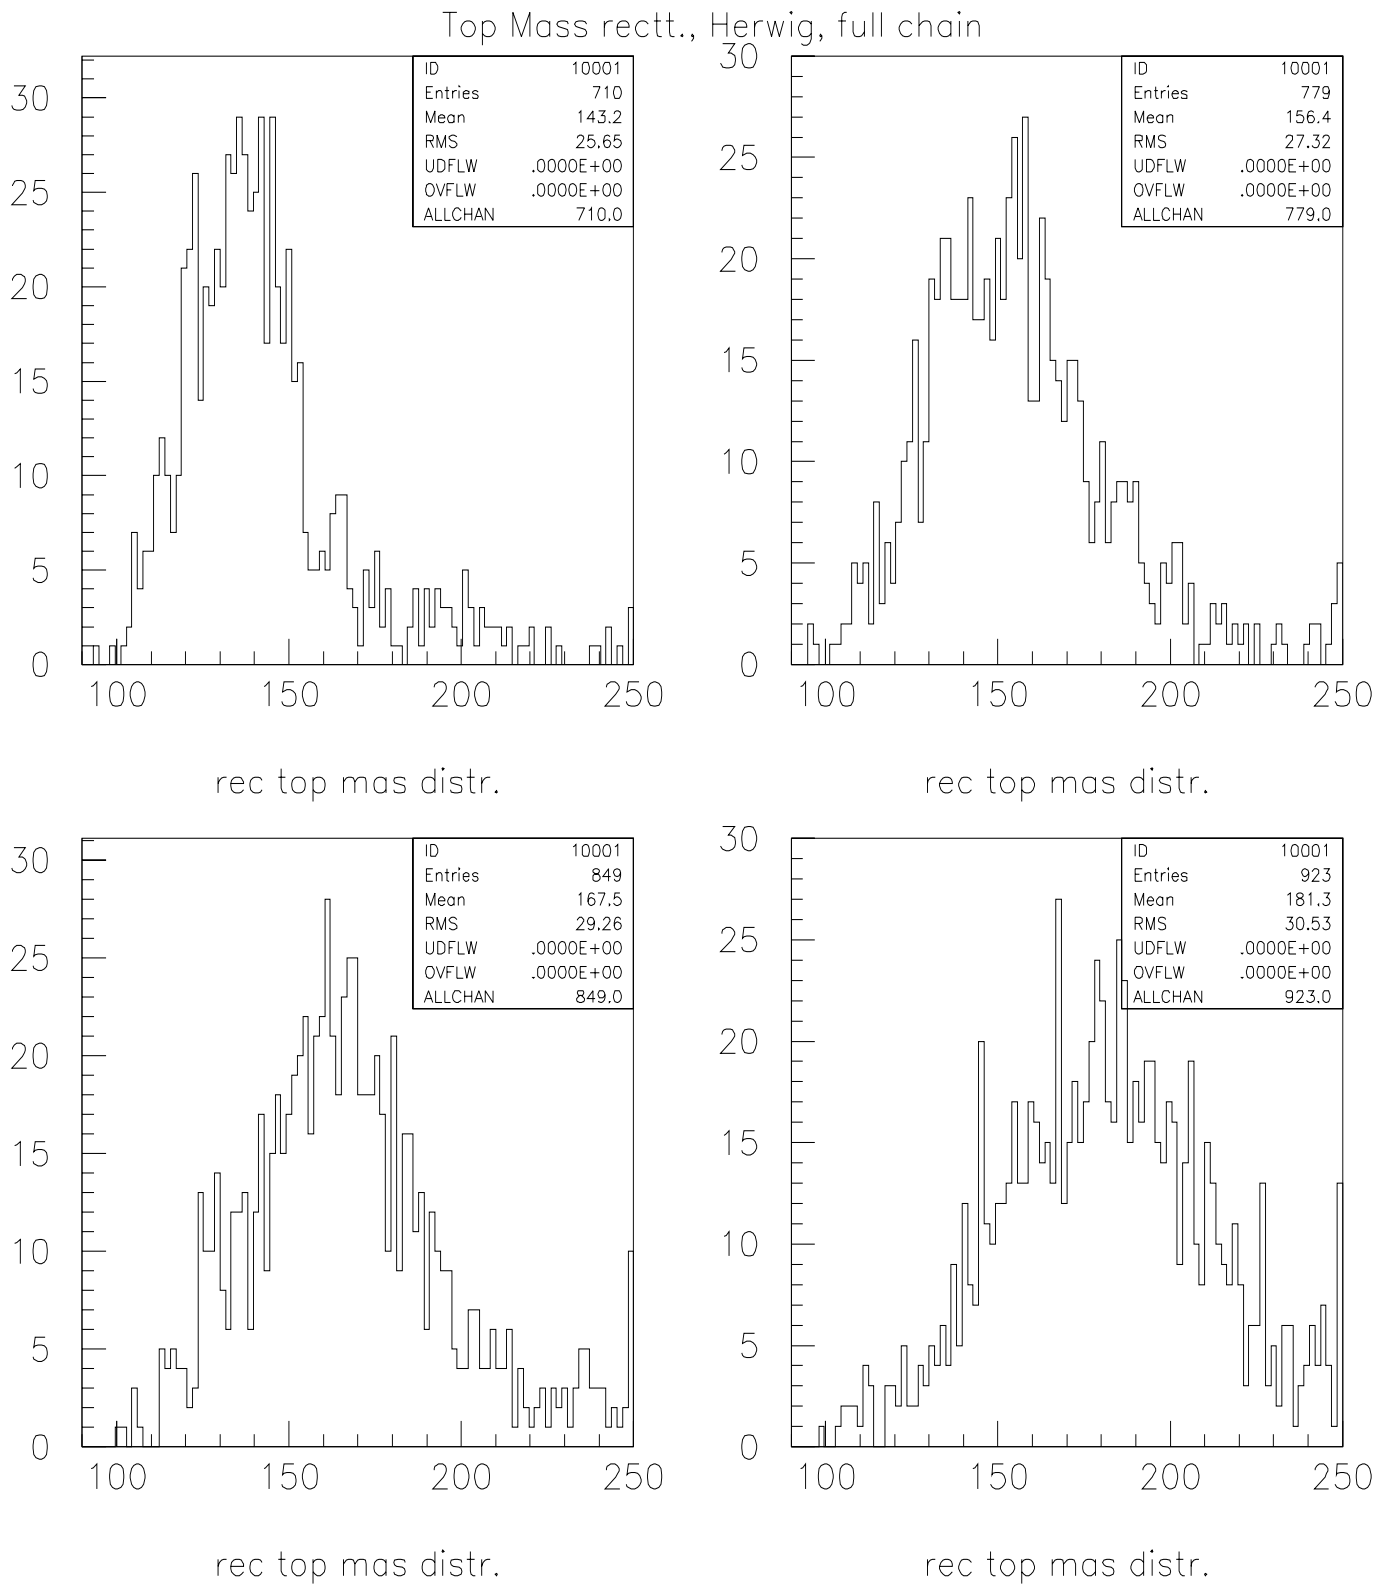 Top Mass rectt., Herwig, full chain
ID 10001
Entries 710
Mean 143.2
RMS 25.65
UDFLW .0000E+00
OVFLW .0000E+00
ALLCHAN 710.0
30
25
20
15
10
5
0
100 150 200 250
rec top mas distr.
ID 10001
Entries 779
Mean 156.4
RMS 27.32
UDFLW .0000E+00
OVFLW .0000E+00
ALLCHAN 779.0
30
25
20
15
10
5
0
100 150 200 250
rec top mas distr.
ID 10001
Entries 849
Mean 167.5
RMS 29.26
UDFLW .0000E+00
OVFLW .0000E+00
ALLCHAN 849.0
30
25
20
15
10
5
0
100 150 200 250
rec top mas distr.
ID 10001
Entries 923
Mean 181.3
RMS 30.53
UDFLW .0000E+00
OVFLW .0000E+00
ALLCHAN 923.0
30
25
20
15
10
5
0
100 150 200 250
rec top mas distr.